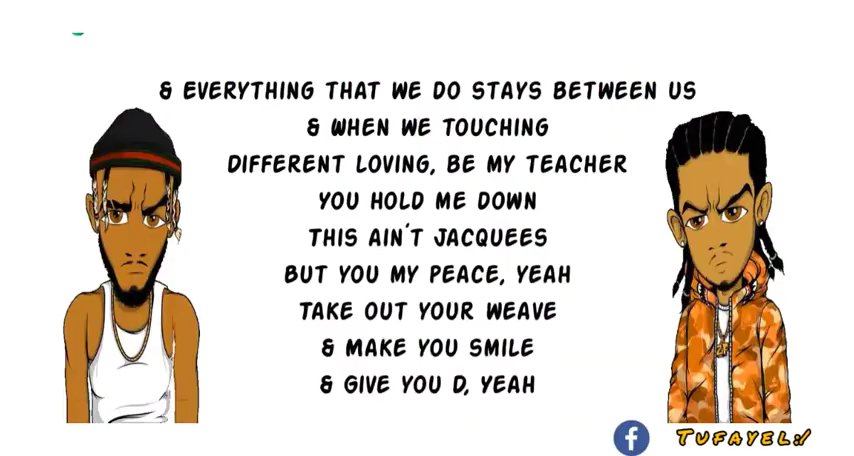 & EVERYTHING THAT WE DO STAYS BETWEEN US
& WHEN WE TOUCHING
DIFFERENT LOVING, BE MY TEACHER
YOU HOLD ME DOWN
THIS AIN'T JACQUEES
BUT YOU MY PEACE, YEAH
TAKE OUT YOUR WEAVE
& MAKE YOU SMILE
& GIVE YOU D, YEAH
f TUFAYEL:/